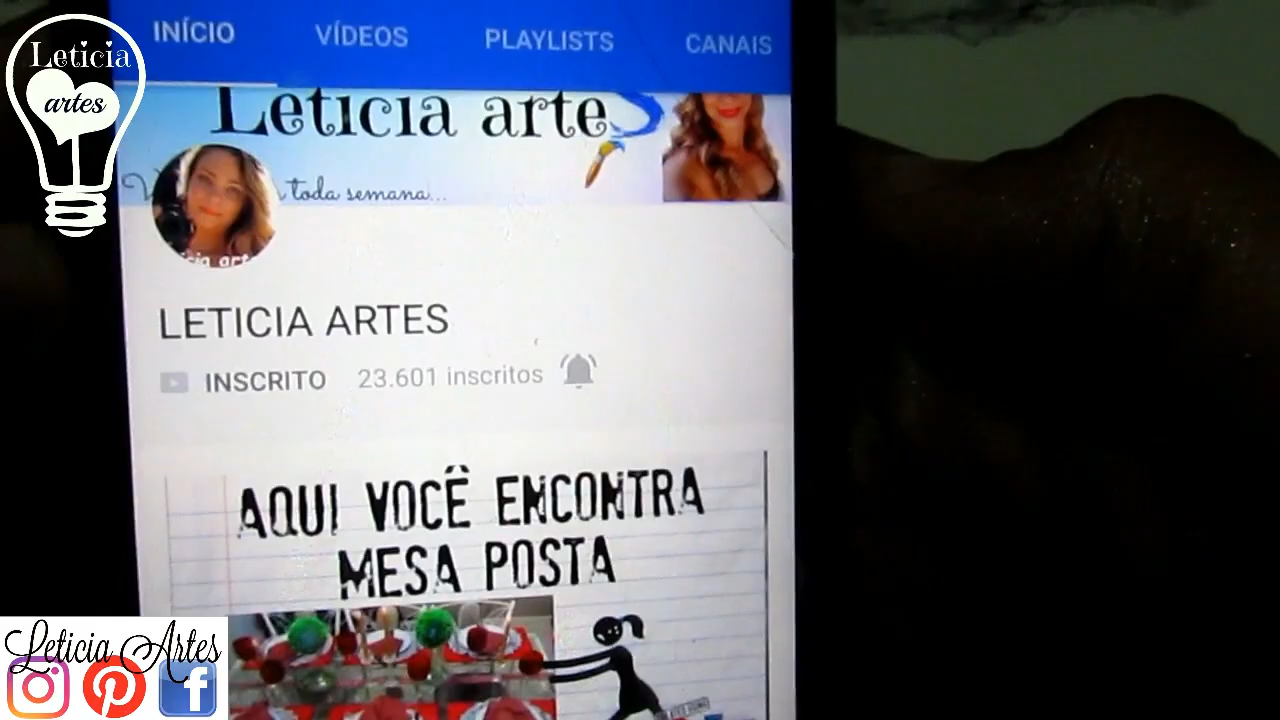 Leticia
artes
INÍCIO
VÍDEOS
PLAYLISTS
CANAIS
Leticia arteS
toda semana...
LETICIA ARTES
INSCRITO
23.601 inscritos
AQUI VOCÊ ENCONTRA
MESA POSTA
Leticia Artes